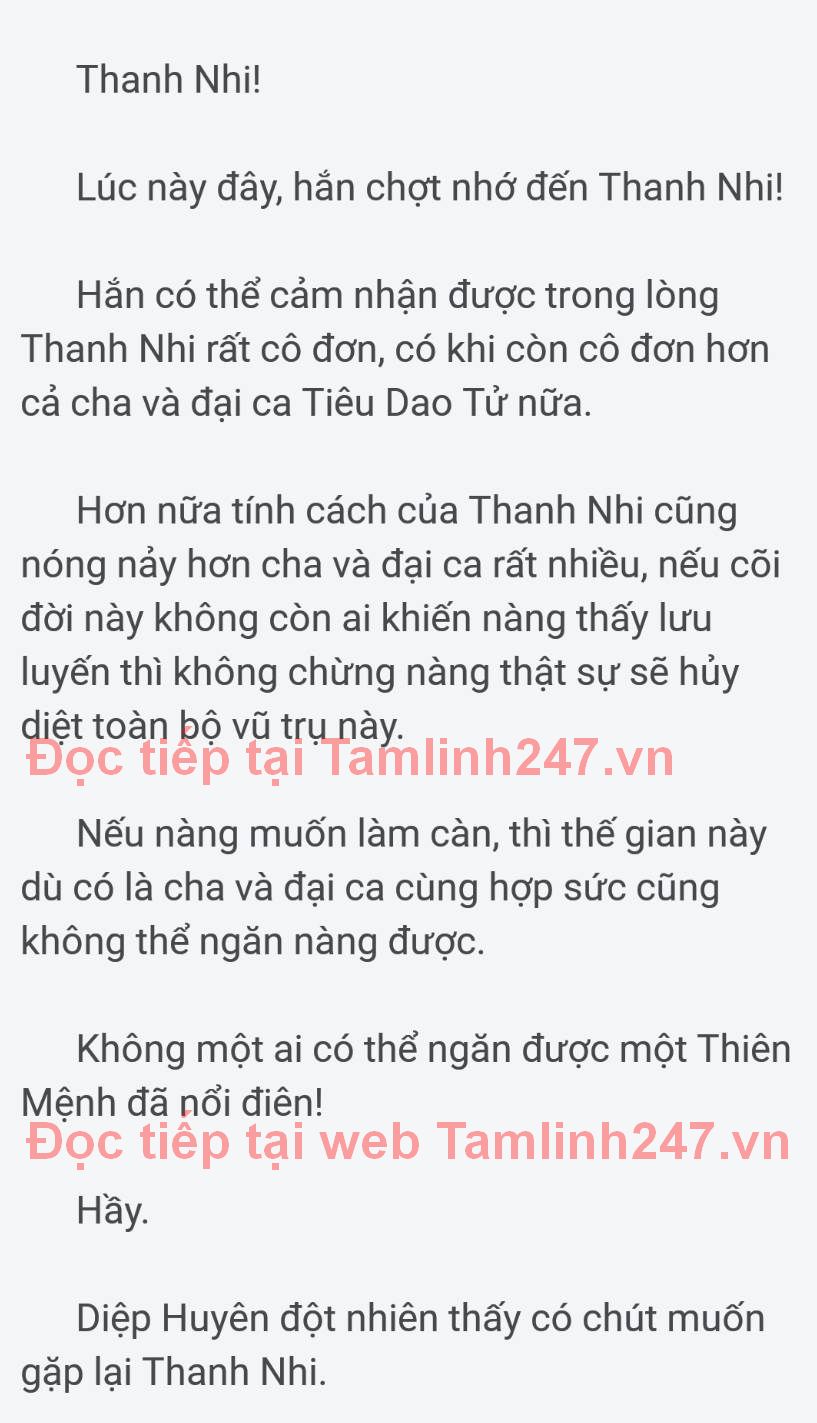 Thanh Nhi!
Lúc này đây, hắn chợt nhớ đến Thanh Nhi!
Hắn có thể cảm nhận được trong lòng
Thanh Nhi rất cô đơn, có khi còn cô đơn hơn
cả cha và đại ca Tiêu Dao Tử nữa.
Hơn nữa tính cách của Thanh Nhi cũng
nóng nảy hơn cha và đại ca rất nhiều, nếu cõi
đời này không còn ai khiến nàng thấy lưu
luyến thì không chừng nàng thật sự sẽ hủy
diệt toàn bộ vũ trụ này.
Đọc tiếp tại Tamlinh247.vn
Nếu nàng muốn làm càn, thì thế gian này
dù có là cha và đại ca cùng hợp sức cũng
không thể ngăn nàng được.
Không một ai có thể ngăn được một Thiên
Mệnh đã nổi điên!
Đọc tiếp tại web Tamlinh247.vn
Hầy.
Diệp Huyên đột nhiên thấy có chút muốn
gặp lại Thanh Nhi.